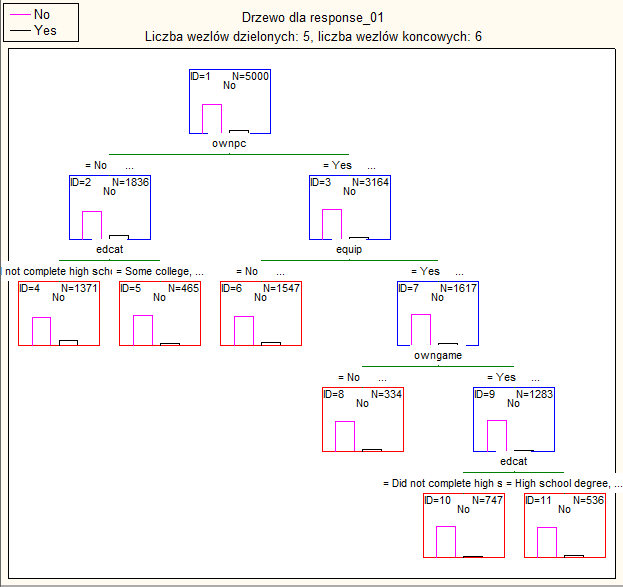 No
Yes
Drzewo dla response_01
Liczba wezlów dzielonych: 5, liczba wezlów koncowych: 6
ID=1 N=5000
No
ownpc
= No ...
= Yes ...
ID=2 N=1836
No
edcat
ID=3 N=3164
No
equip
l not complete high sch
= Some college, ...
= No ...
= Yes ...
ID=4 N=1371
No
ID=5 N=465
No
ID=6 N=1547
No
ID=7 N=1617
No
owngame
= No ...
= Yes ...
ID=8 N=334
No
ID=9 N=1283
No
edcat
= Did not complete high s
= High school degree, ...
ID=10 N=747
No
ID=11 N=536
No